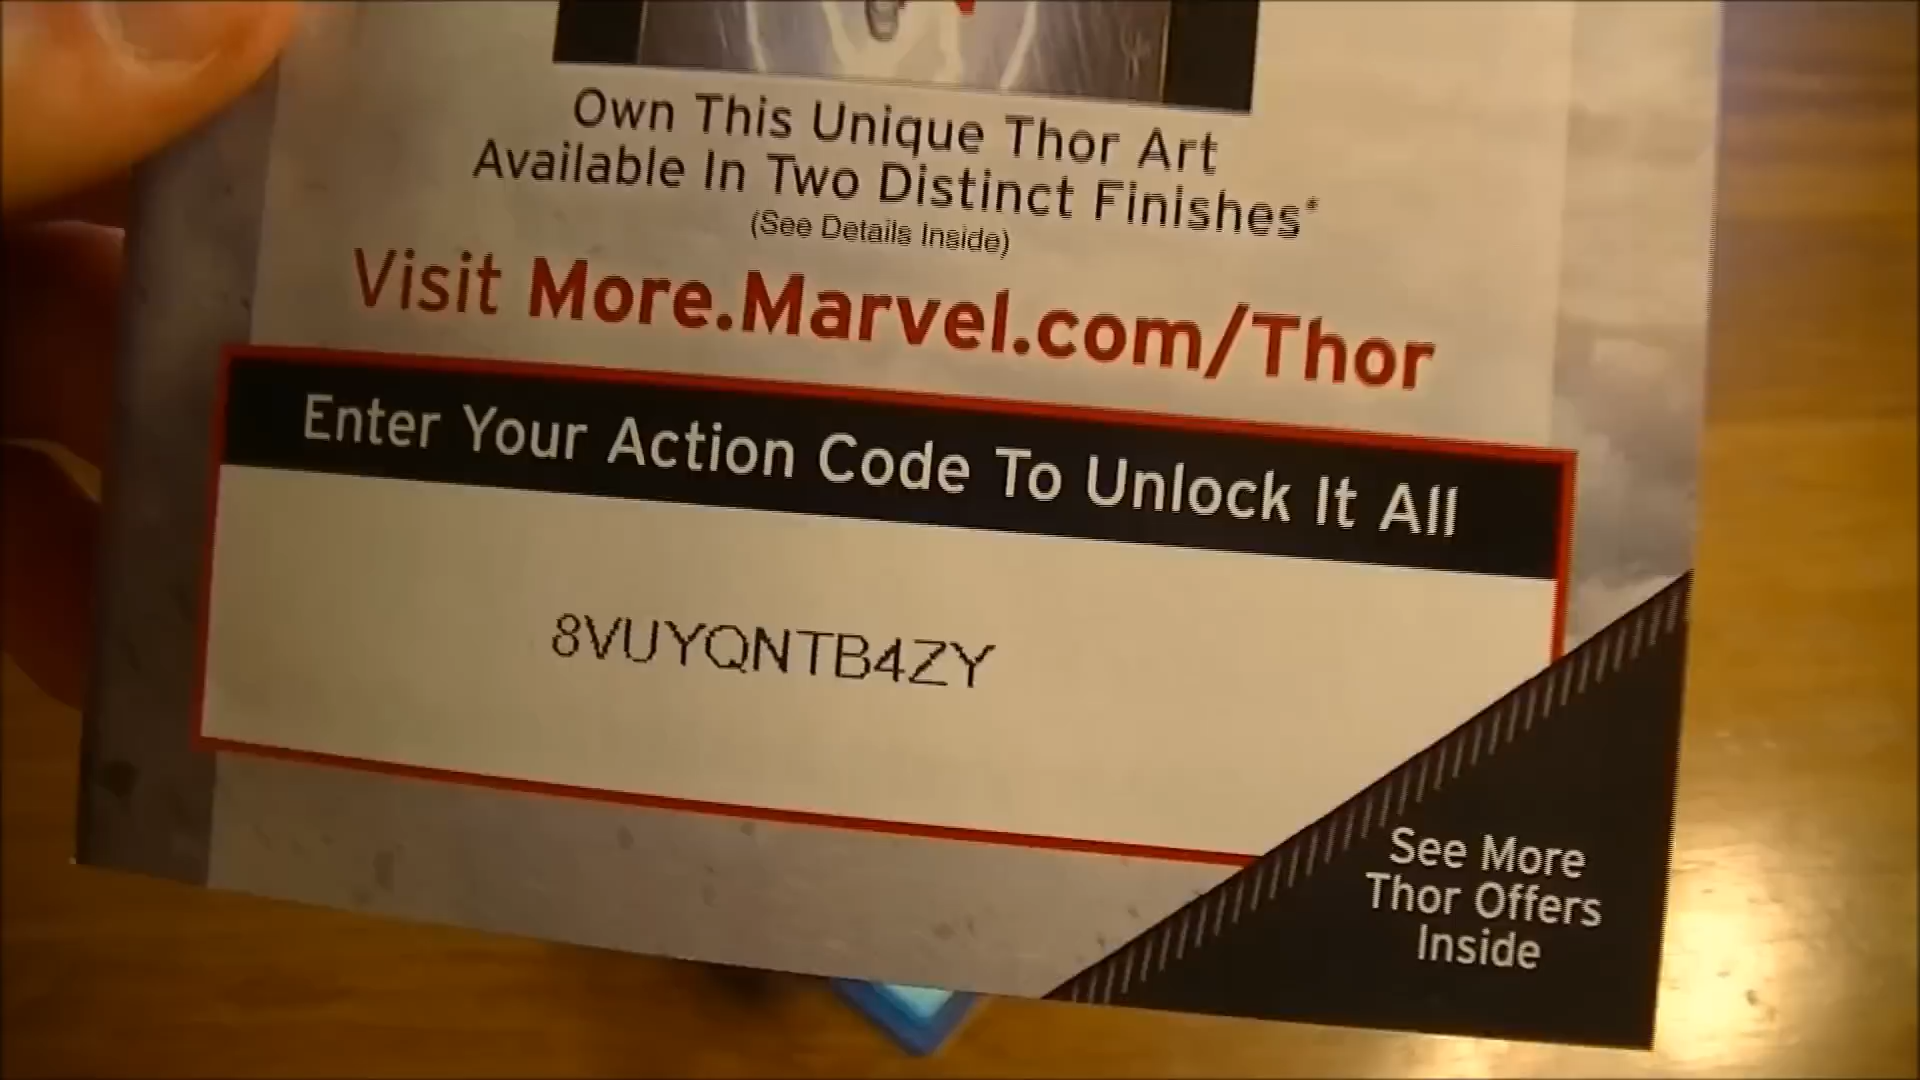 Own This Unique Thor Art
Available In Two Distinct Finishes*
(See Details Inside)
Visit More.Marvel.com/Thor
Enter Your Action Code To Unlock It All
8VUYQNTB4ZY
See More
Thor Offers
Inside